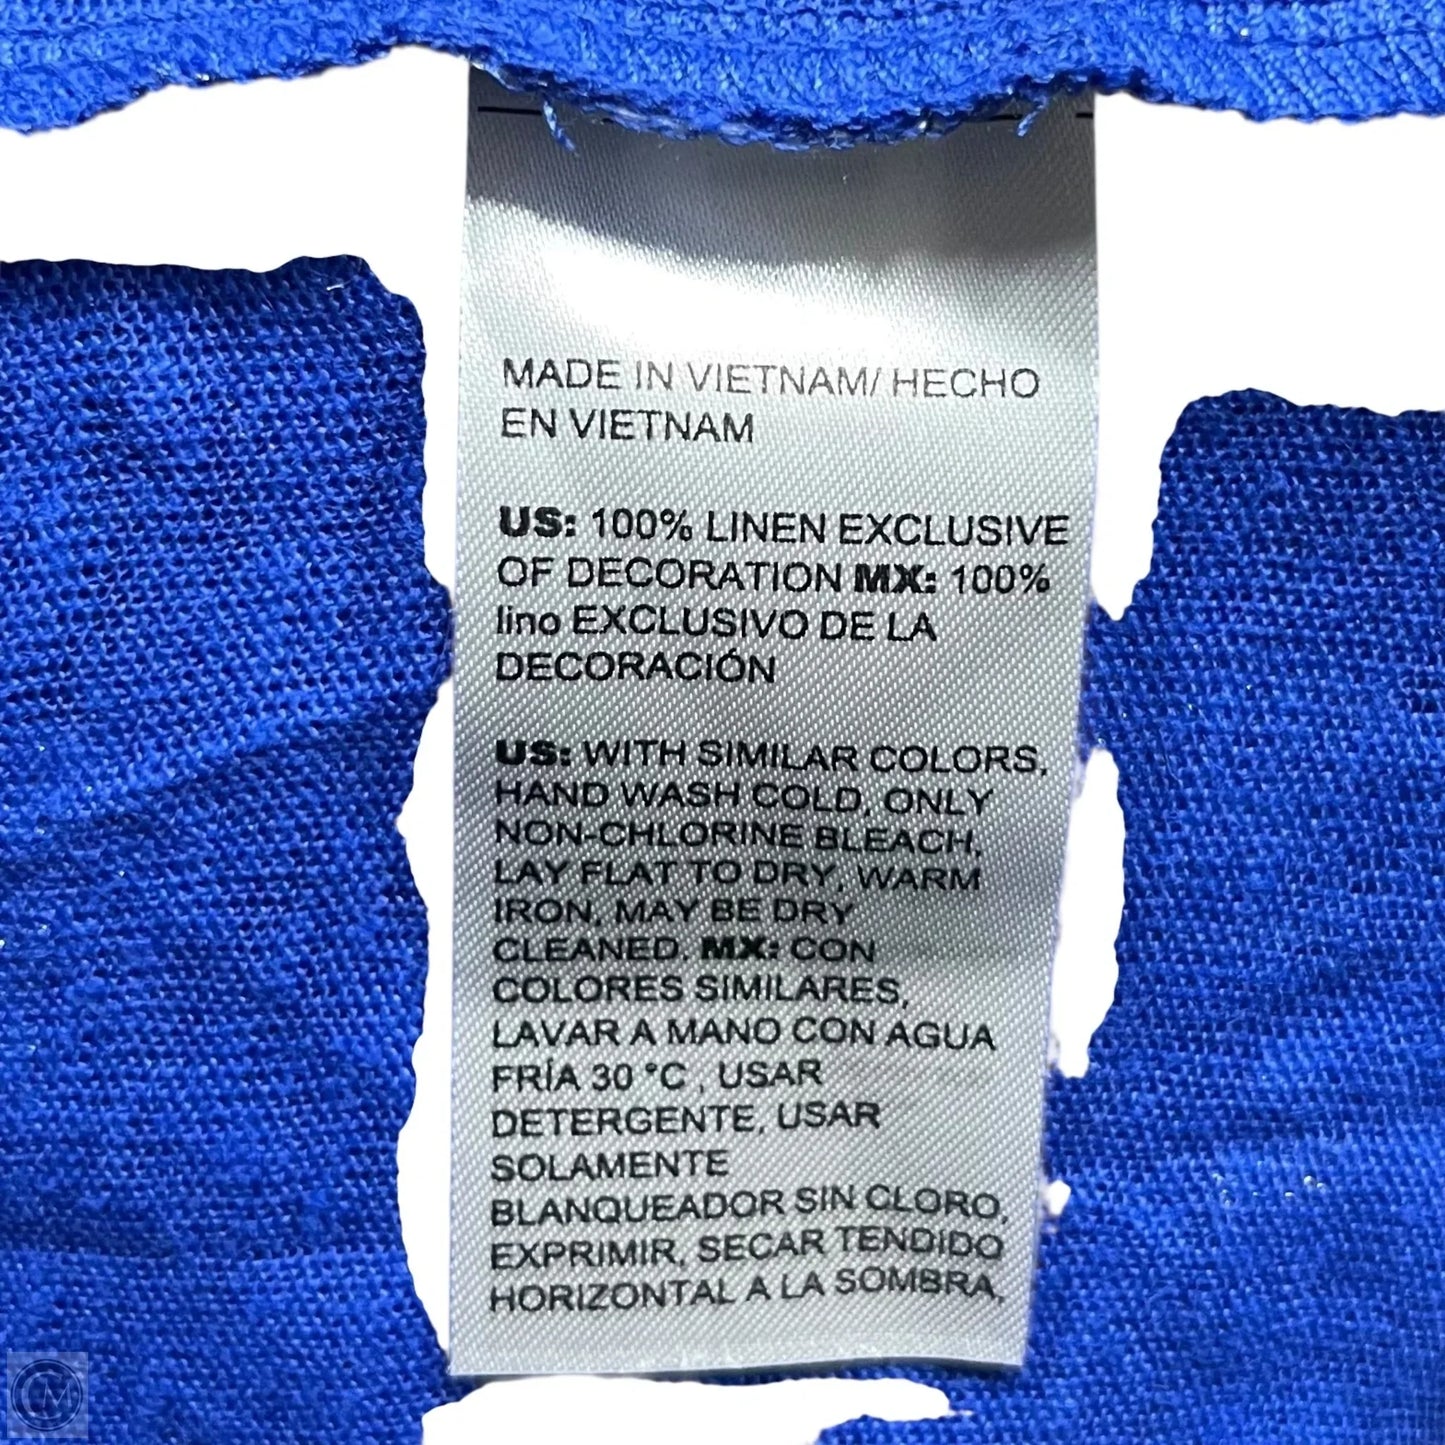 MADE IN VIETNAM/ HECHO
EN VIETNAM
US: 100% LINEN EXCLUSIVE
OF DECORATION MX: 100%
lino EXCLUSIVO DE LA
DECORACIÓN
US: WITH SIMILAR COLORS,
HAND WASH COLD, ONLY
NON-CHLORINE BLEACH,
LAY FLAT TO DRY, WARM
IRON, MAY BE DRY
CLEANED. MX: CON
COLORES SIMILARES,
LAVAR A MANO CON AGUA
FRÍA 30 °C , USAR
DETERGENTE, USAR
SOLAMENTE
BLANQUEADOR SIN CLORO,
EXPRIMIR, SECAR TENDIDO
HORIZONTAL A LA SOMBRA,
CM